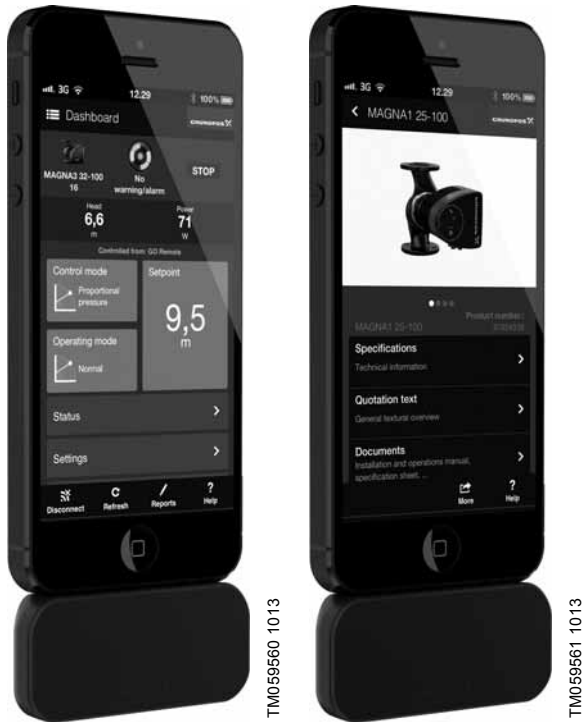 3G
12.29
100%
Dashboard
GRUNDFOS
MAGNA3 32-100
16
No
warning/alarm
STOP
Head
6,6
m
Power
71
W
Controlled from: GO Remote
Control mode
Proportional
pressure
Setpoint
9,5
m
Operating mode
Normal
Status
Settings
Disconnect
Refresh
Reports
Help
TM059560 1013
3G
12.29
100%
MAGNA1 25-100
GRUNDFOS
MAGNA1 25-100
Product number:
Specifications
Technical information
Quotation text
General textural overview
Documents
Installation and operations manual,
specification sheet, ...
More
Help
TM059561 1013